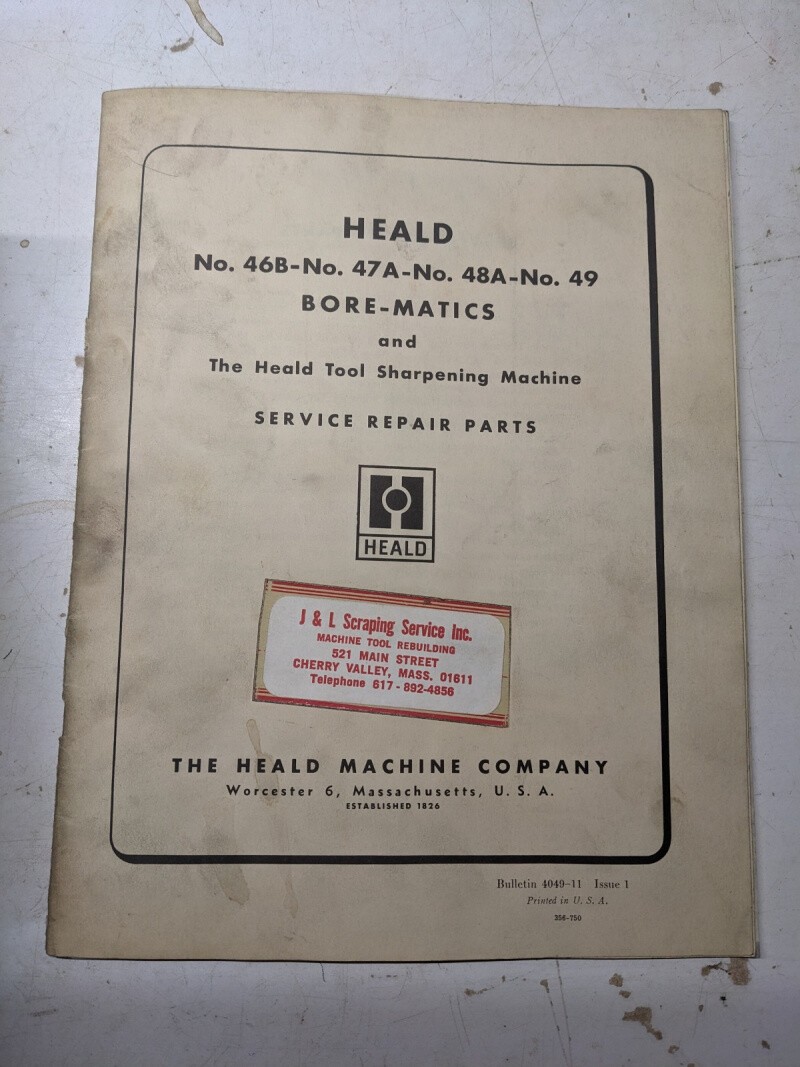 HEALD
No. 46B-No. 47A-No. 48A-No. 49
BORE-MATICS
and
The Heald Tool Sharpening Machine
SERVICE REPAIR PARTS
HEALD
J & L Scraping Service Inc.
MACHINE TOOL REBUILDING
521 MAIN STREET
CHERRY VALLEY, MASS. 01611
Telephone 617-892-4856
THE HEALD MACHINE COMPANY
Worcester 6, Massachusetts, U. S. A.
ESTABLISHED 1826
Bulletin 4049-11 Issue 1
Printed in U. S. A.
356-750